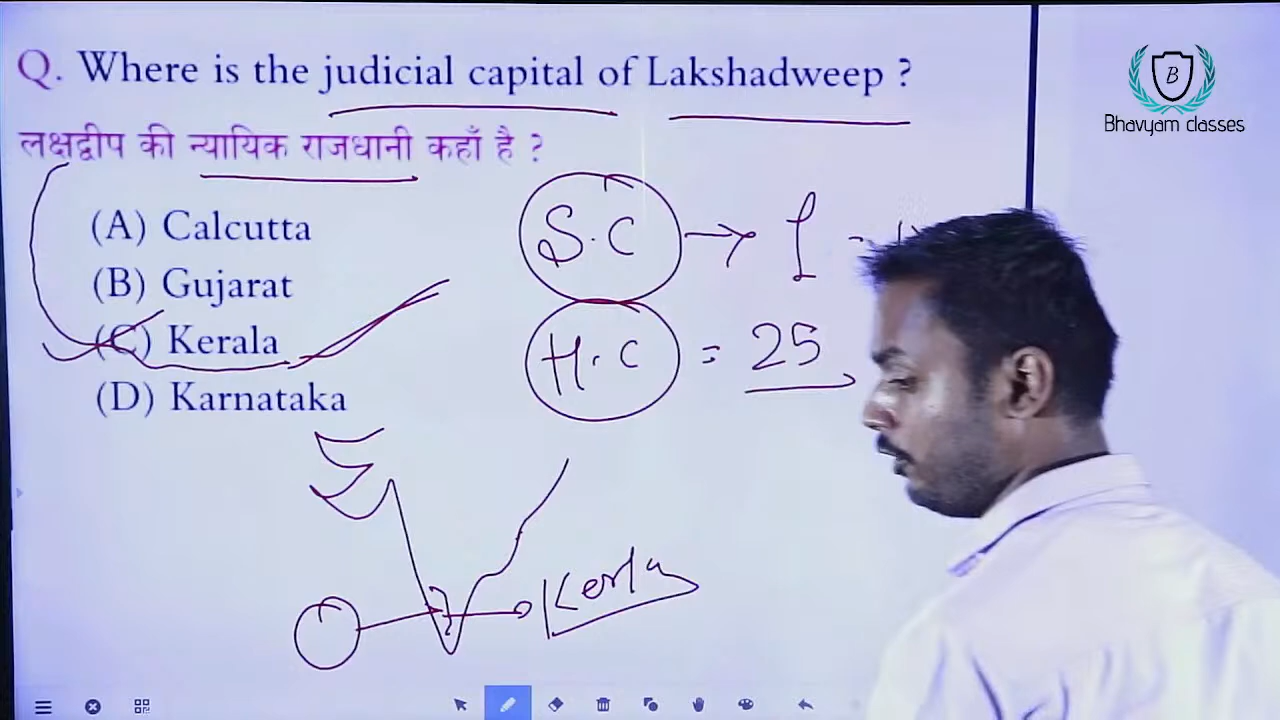 Q. Where is the judicial capital of Lakshadweep ?
लक्षद्वीप की न्यायिक राजधानी कहाँ है ?
(A) Calcutta
(B) Gujarat
(C) Kerala
(D) Karnataka
S.C
H.C = 25
Kerla
B
Bhavyam classes